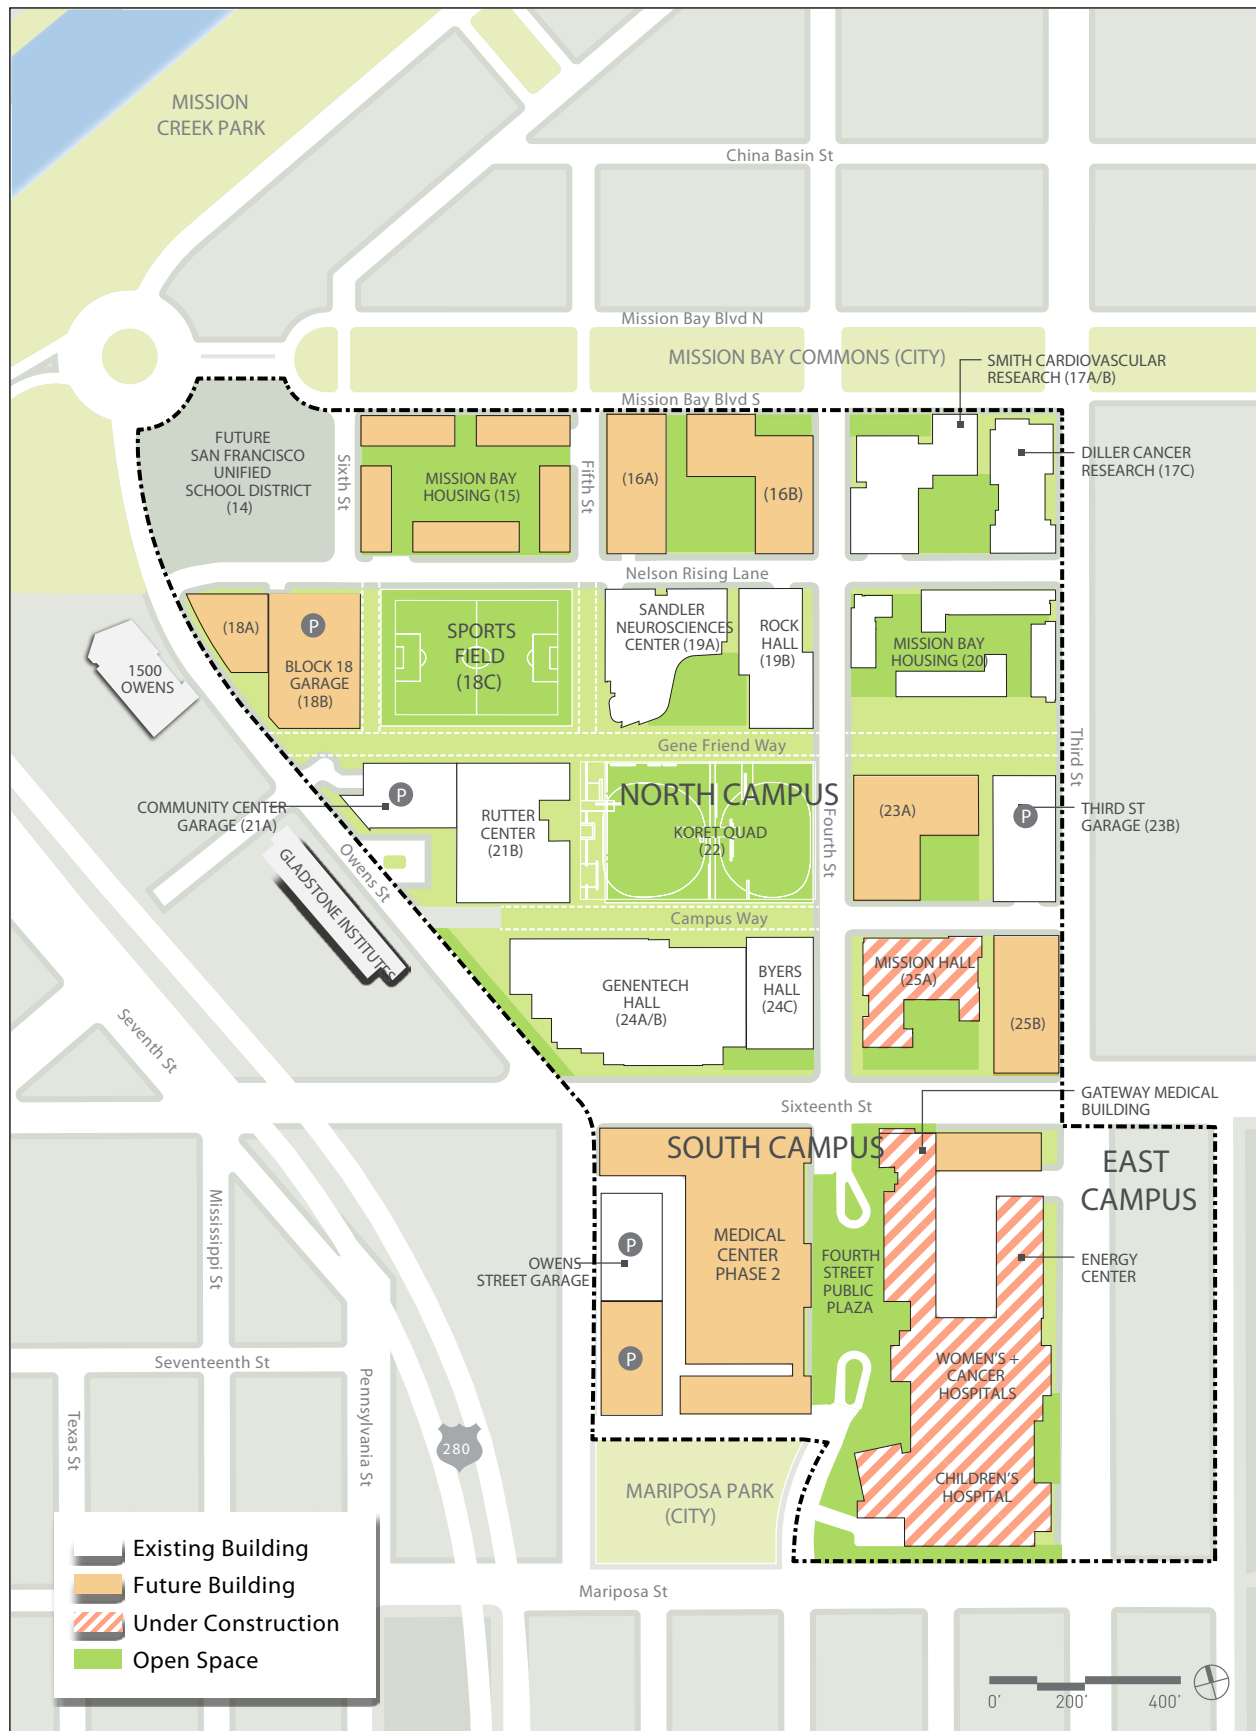 MISSION
CREEK PARK
China Basin St
Mission Bay Blvd N
MISSION BAY COMMONS (CITY)
SMITH CARDIOVASCULAR
RESEARCH (17A/B)
Mission Bay Blvd S
FUTURE
SAN FRANCISCO
UNIFIED
SCHOOL DISTRICT
(14)
Sixth St
MISSION BAY
HOUSING (15)
Fifth St
(16A)
(16B)
DILLER CANCER
RESEARCH (17C)
Nelson Rising Lane
(18A)
P
BLOCK 18
GARAGE
(18B)
SPORTS
FIELD
(18C)
SANDLER
NEUROSCIENCES
CENTER (19A)
ROCK
HALL
(19B)
MISSION BAY
HOUSING (20)
1500
OWENS
Gene Friend Way
Third St
COMMUNITY CENTER
GARAGE (21A)
P
RUTTER
CENTER
(21B)
NORTH CAMPUS
KORET QUAD
(22)
Fourth St
(23A)
P
THIRD ST
GARAGE (23B)
Owens St
GLADSTONE INSTITUTES
Campus Way
GENENTECH
HALL
(24A/B)
BYERS
HALL
(24C)
MISSION HALL
(25A)
(25B)
Seventh St
Sixteenth St
GATEWAY MEDICAL
BUILDING
SOUTH CAMPUS
EAST
CAMPUS
Mississippi St
P
OWENS
STREET GARAGE
MEDICAL
CENTER
PHASE 2
FOURTH
STREET
PUBLIC
PLAZA
ENERGY
CENTER
P
Seventeenth St
Pennsylvania St
Texas St
280
WOMEN'S +
CANCER
HOSPITALS
CHILDREN'S
HOSPITAL
MARIPOSA PARK
(CITY)
Mariposa St
Existing Building
Future Building
Under Construction
Open Space
0' 200' 400'